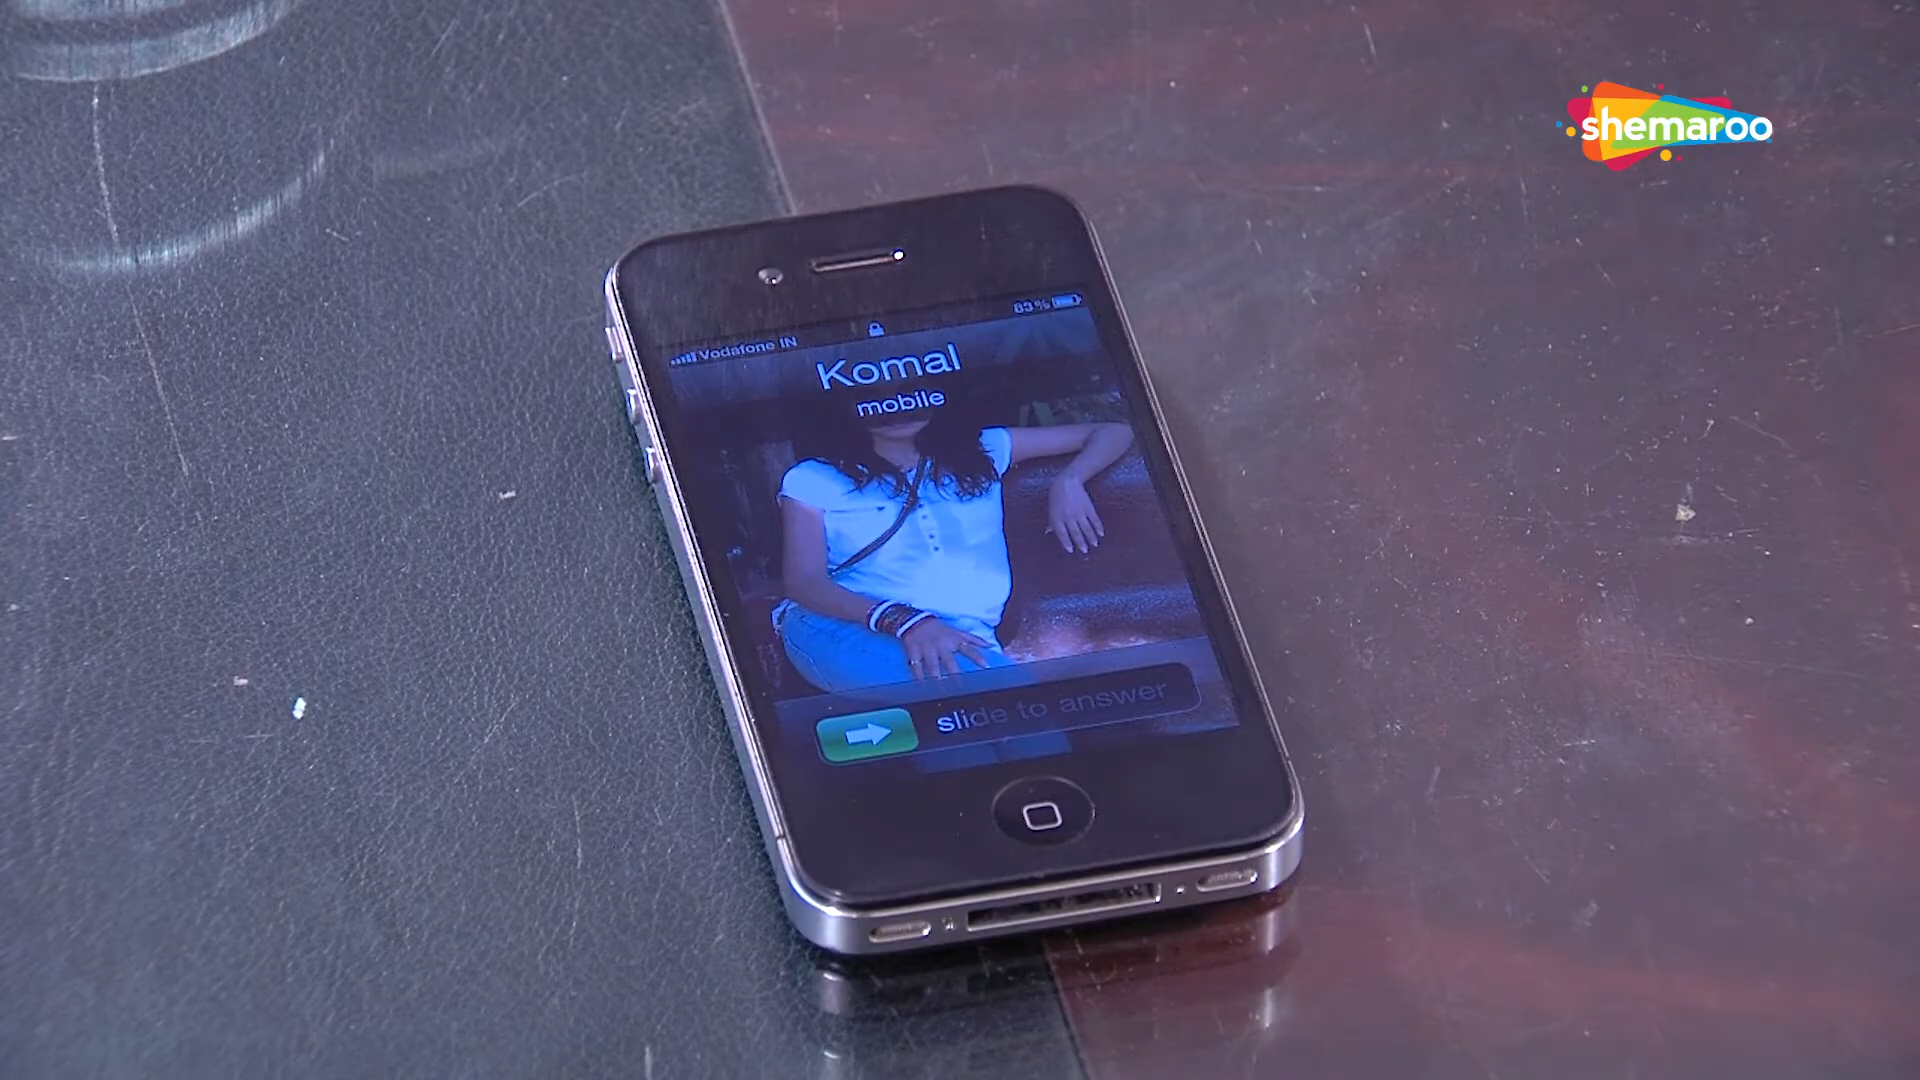 shemaroo
Vodafone IN 83%
Komal
mobile
slide to answer